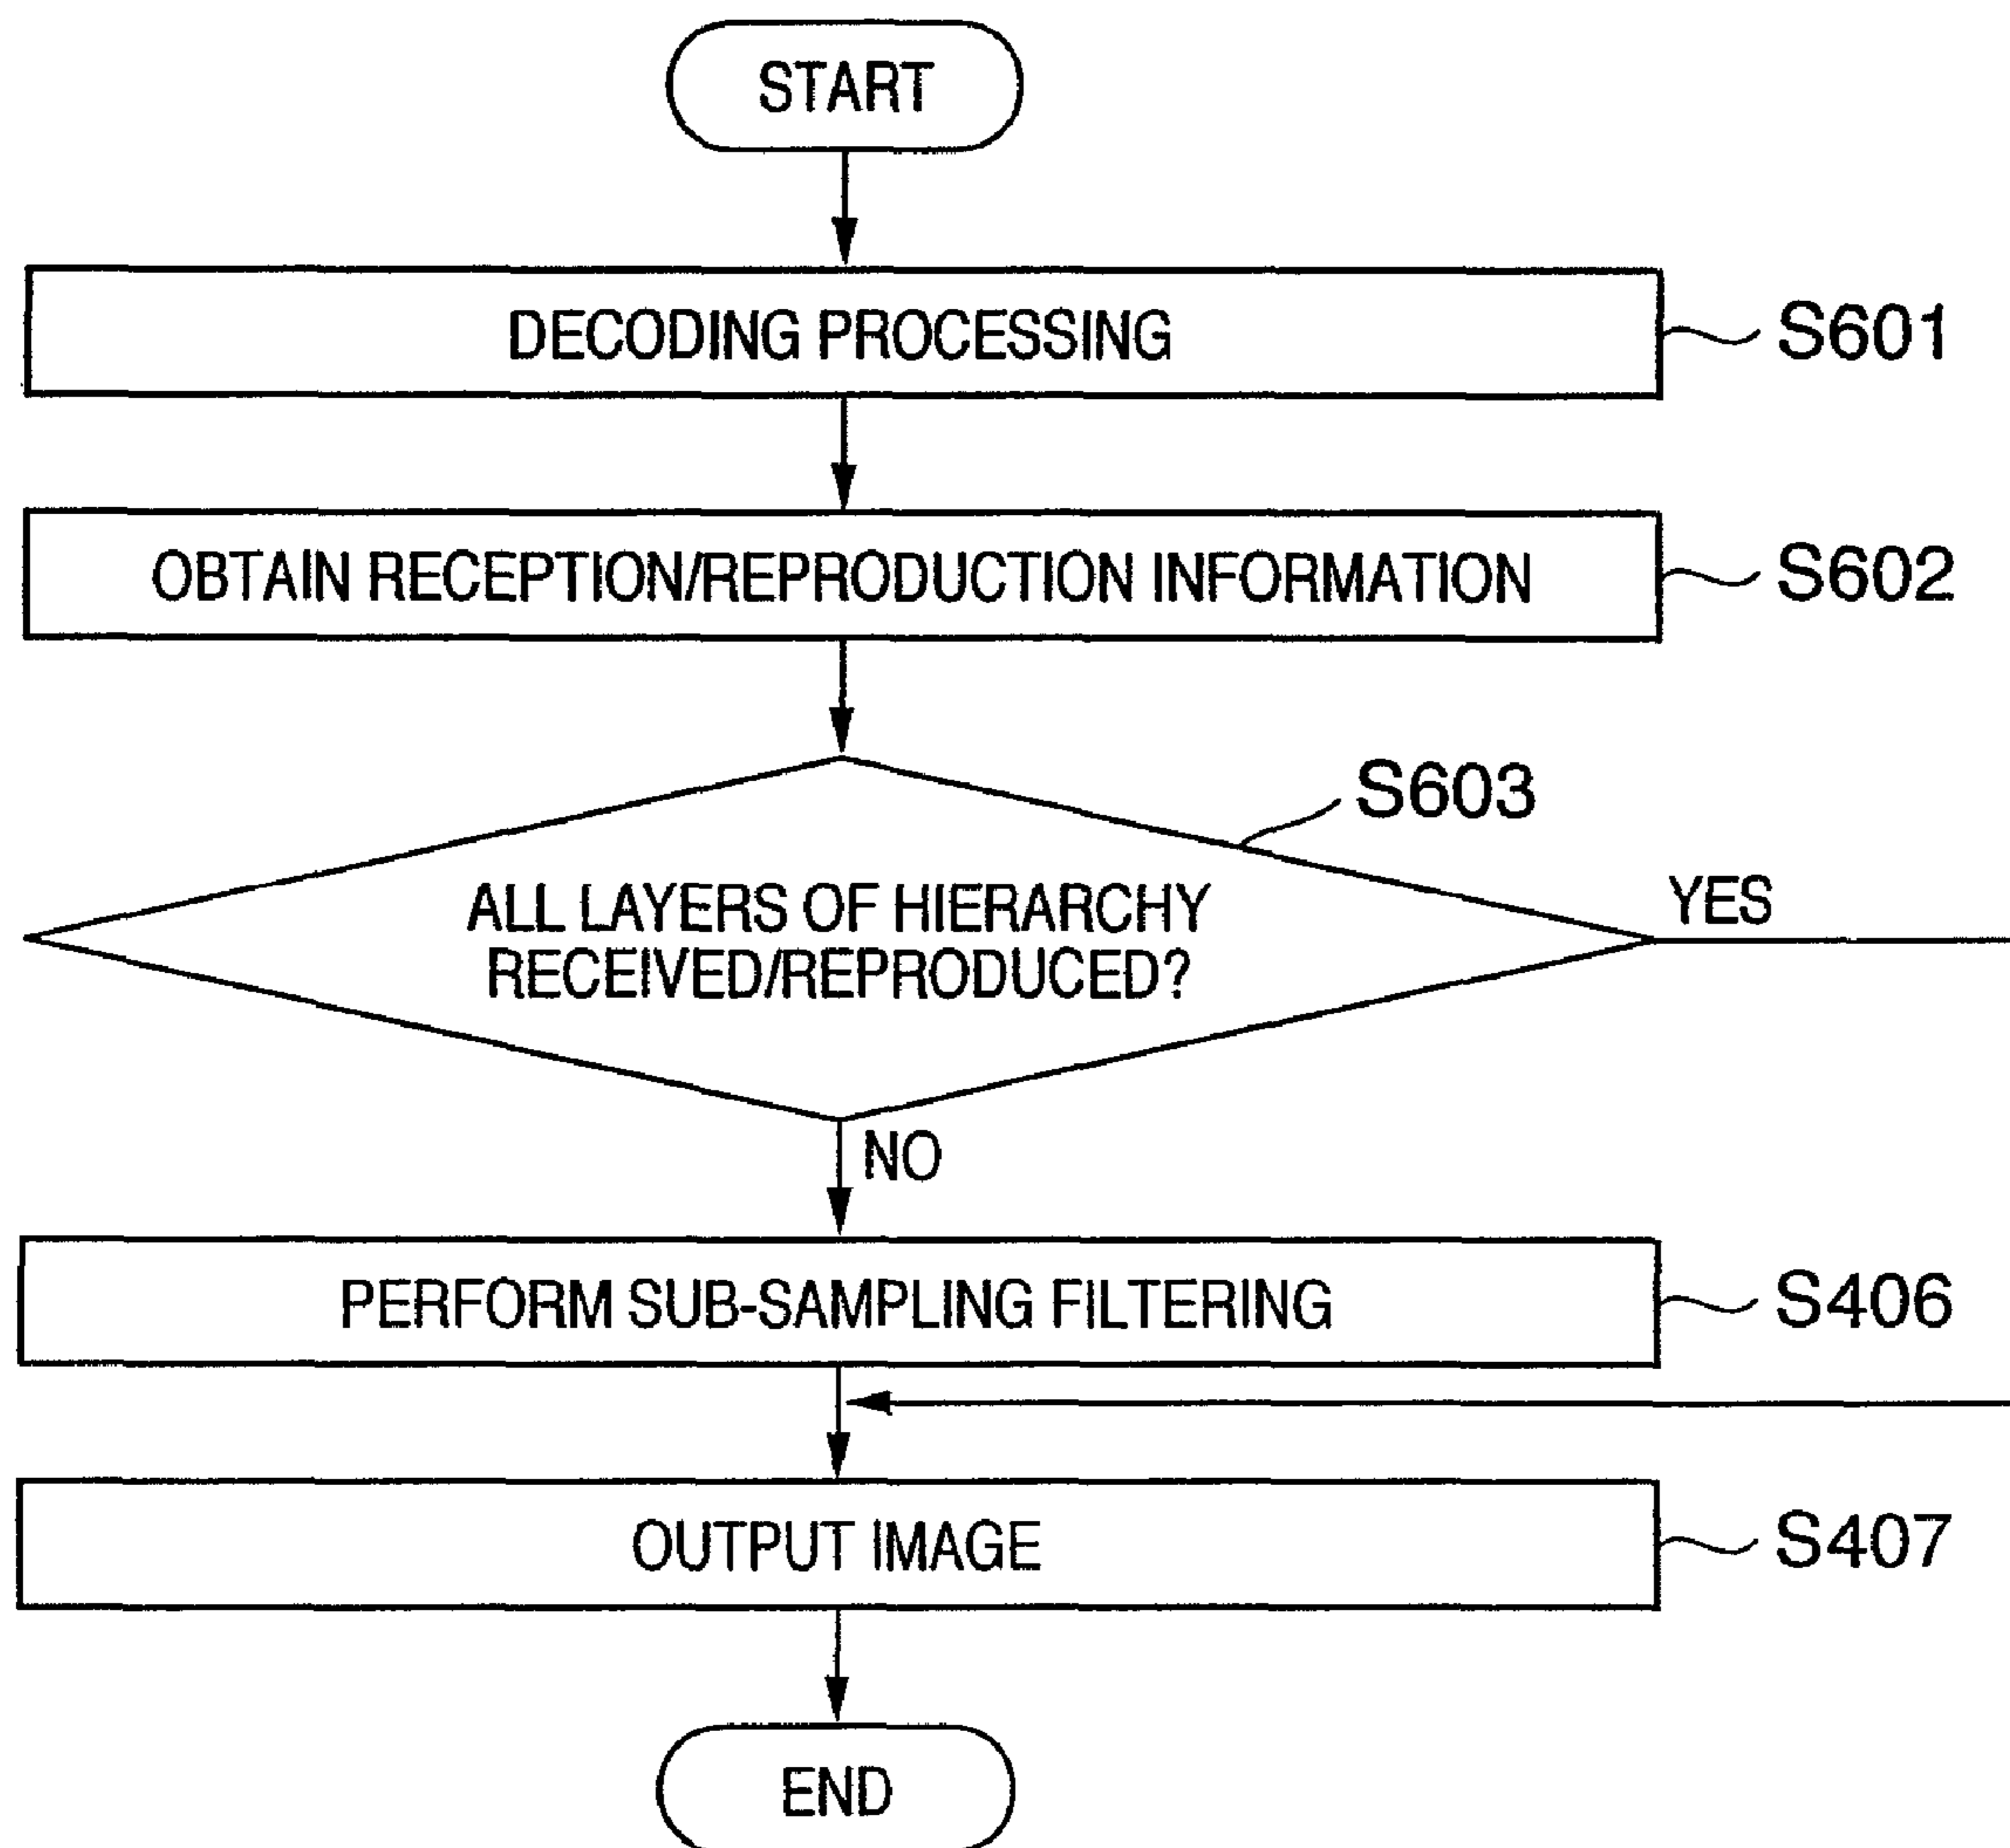 START
DECODING PROCESSING
S601
OBTAIN RECEPTION/REPRODUCTION INFORMATION
S602
S603
ALL LAYERS OF HIERARCHY
RECEIVED/REPRODUCED?
YES
NO
PERFORM SUB-SAMPLING FILTERING
S406
OUTPUT IMAGE
S407
END